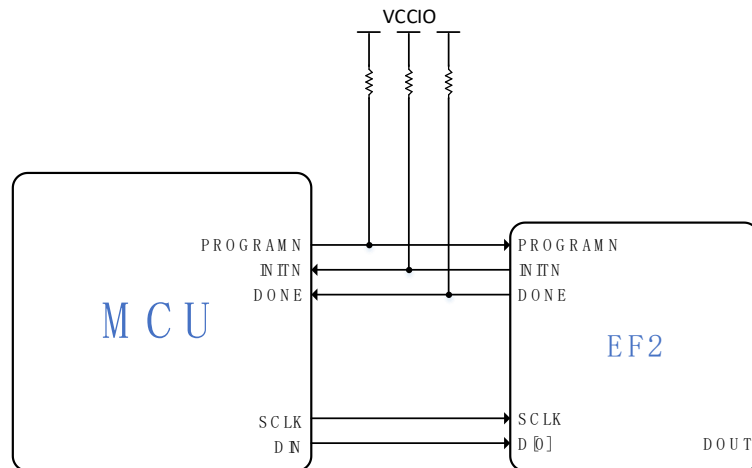 VCCIO
PROGRAMN
INITN
DONE
MCU
SCLK
DIN
PROGRAMN
INITN
DONE
EF2
SCLK
D[0]
DOUT